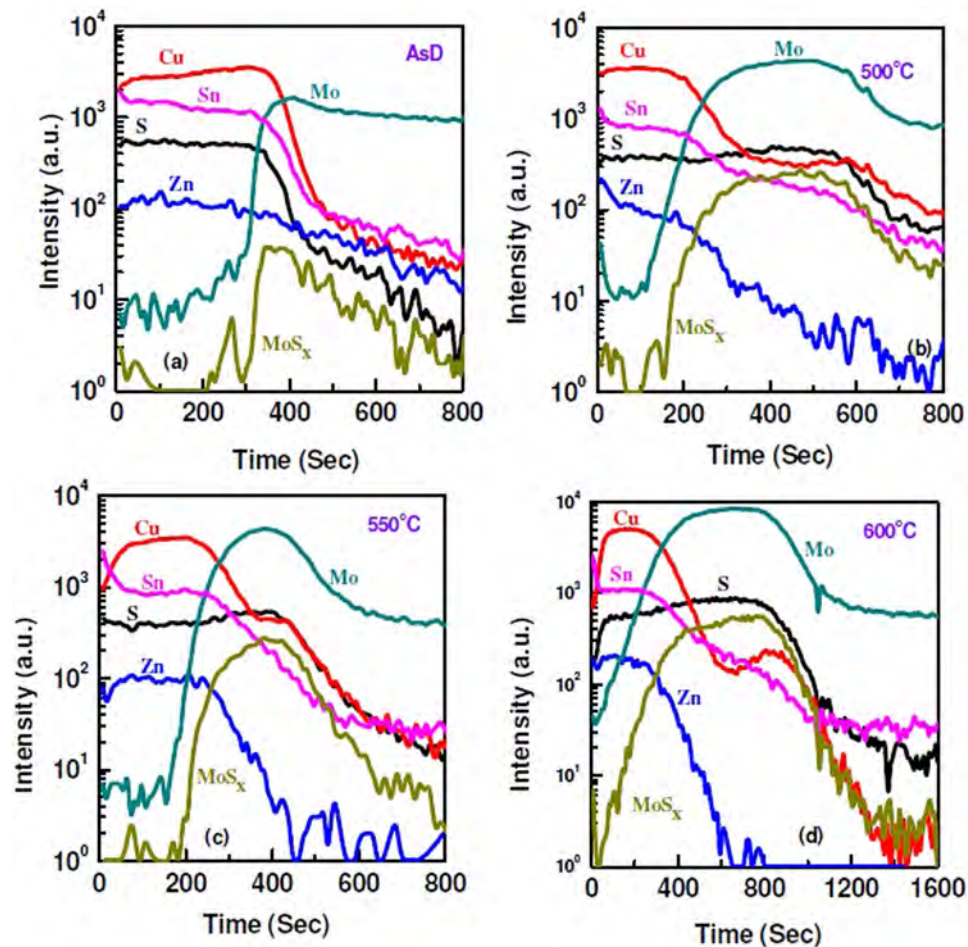 AsD
Cu
Mo
Sn
S
Zn
MoSₓ
(a)
10⁴
10³
10²
10¹
10⁰
0 200 400 600 800
Intensity (a.u.)
Time (Sec)
500°C
Cu
Mo
Sn
S
Zn
MoSₓ
(b)
10⁴
10³
10²
10¹
10⁰
0 200 400 600 800
Intensity (a.u.)
Time (Sec)
550°C
Cu
Mo
Sn
S
Zn
MoSₓ
(c)
10⁴
10³
10²
10¹
10⁰
0 200 400 600 800
Intensity (a.u.)
Time (Sec)
600°C
Cu
Mo
Sn
S
Zn
MoSₓ
(d)
10⁴
10³
10²
10¹
10⁰
0 400 800 1200 1600
Intensity (a.u.)
Time (Sec)